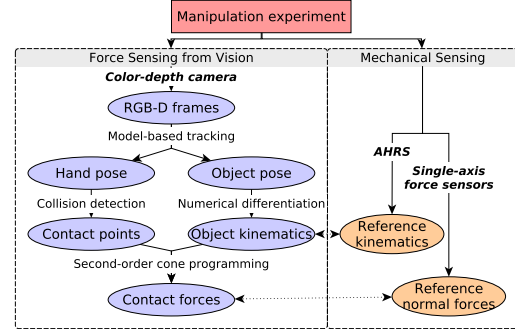 Manipulation experiment
Force Sensing from Vision
Mechanical Sensing
Color-depth camera
RGB-D frames
Model-based tracking
Hand pose
Object pose
AHRS
Single-axis
force sensors
Collision detection
Numerical differentiation
Contact points
Object kinematics
Reference
kinematics
Second-order cone programming
Contact forces
Reference
normal forces